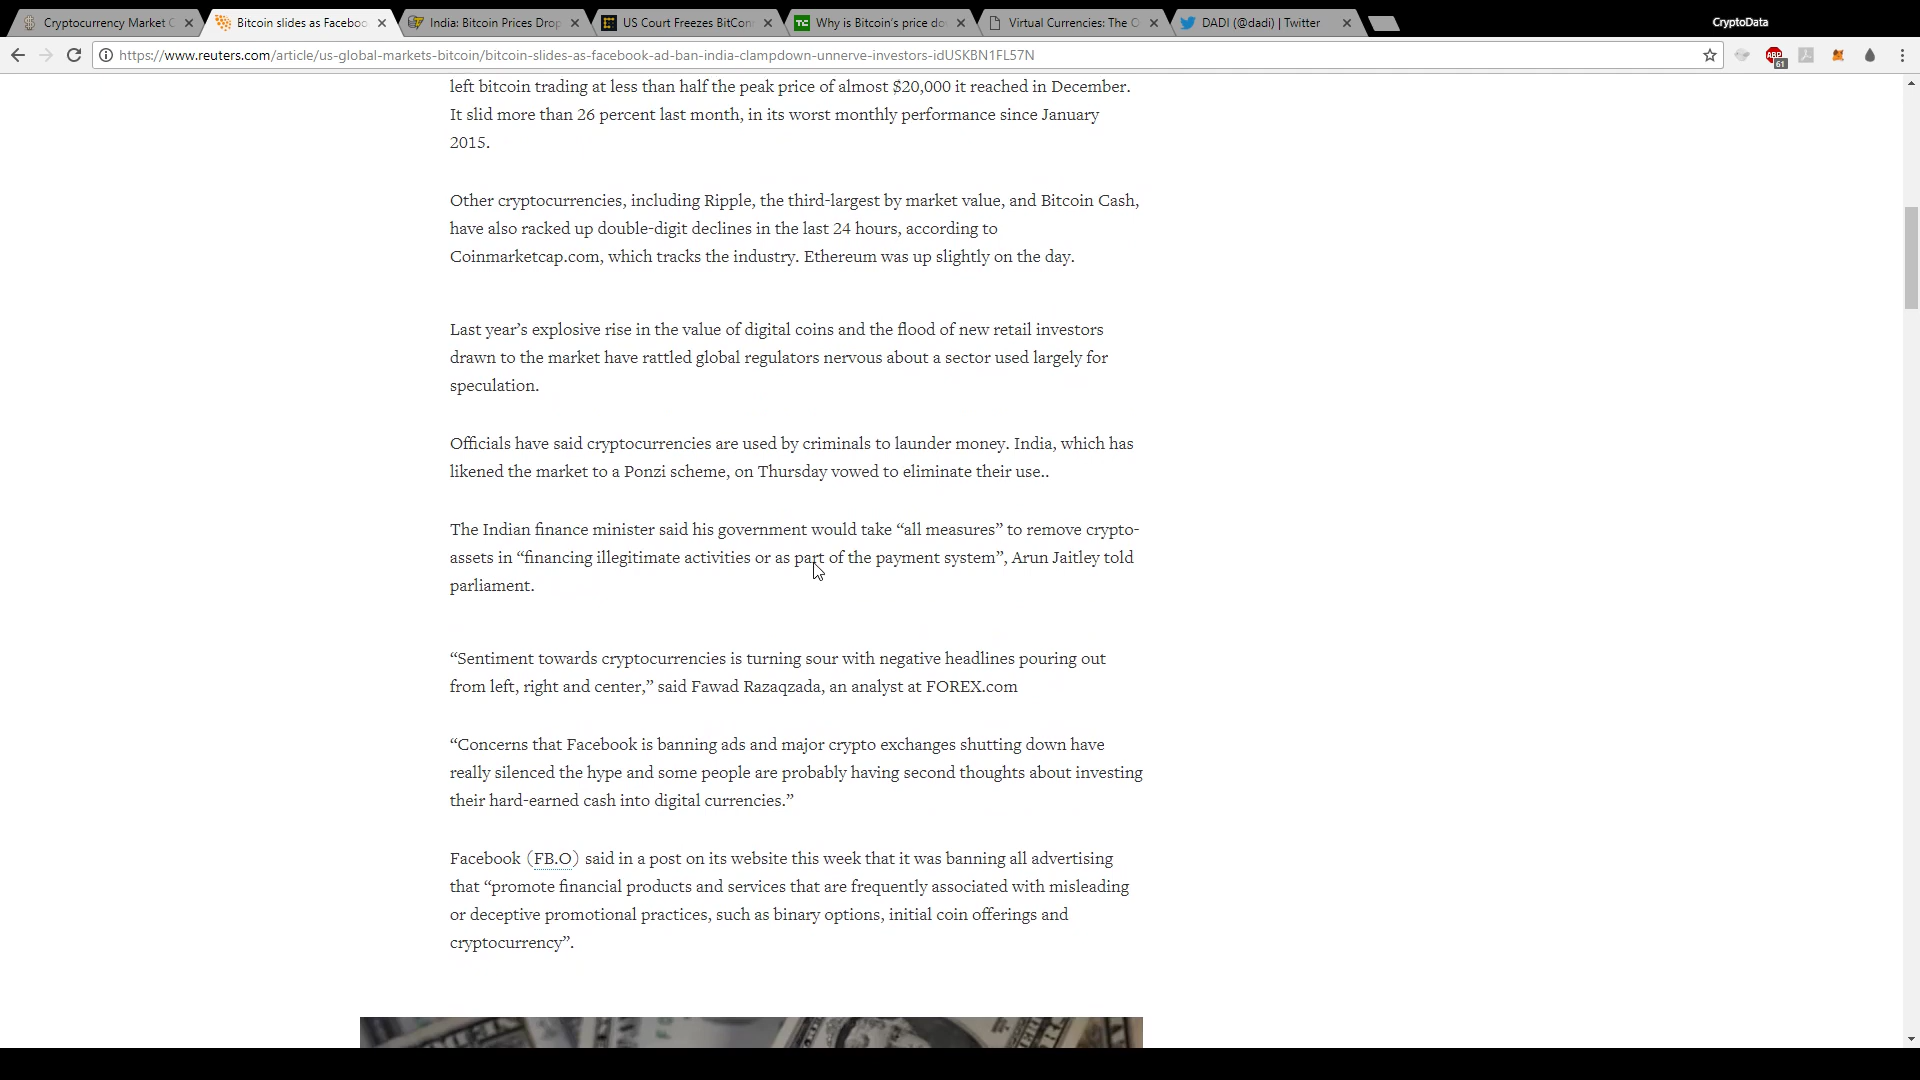 Cryptocurrency Market C
Bitcoin slides as Faceboo
India: Bitcoin Prices Drop
US Court Freezes BitCon
TC
Why is Bitcoin's price do
Virtual Currencies: The O
DADI (@dadi) | Twitter
CryptoData
https://www.reuters.com/article/us-global-markets-bitcoin/bitcoin-slides-as-facebook-ad-ban-india-clampdown-unnerve-investors-idUSKBN1FL57N
ABP
61
left bitcoin trading at less than half the peak price of almost $20,000 it reached in December.
It slid more than 26 percent last month, in its worst monthly performance since January
2015.
Other cryptocurrencies, including Ripple, the third-largest by market value, and Bitcoin Cash,
have also racked up double-digit declines in the last 24 hours, according to
Coinmarketcap.com, which tracks the industry. Ethereum was up slightly on the day.
Last year’s explosive rise in the value of digital coins and the flood of new retail investors
drawn to the market have rattled global regulators nervous about a sector used largely for
speculation.
Officials have said cryptocurrencies are used by criminals to launder money. India, which has
likened the market to a Ponzi scheme, on Thursday vowed to eliminate their use..
The Indian finance minister said his government would take “all measures” to remove crypto-
assets in “financing illegitimate activities or as part of the payment system”, Arun Jaitley told
parliament.
“Sentiment towards cryptocurrencies is turning sour with negative headlines pouring out
from left, right and center,” said Fawad Razaqzada, an analyst at FOREX.com
“Concerns that Facebook is banning ads and major crypto exchanges shutting down have
really silenced the hype and some people are probably having second thoughts about investing
their hard-earned cash into digital currencies.”
Facebook (FB.O) said in a post on its website this week that it was banning all advertising
that “promote financial products and services that are frequently associated with misleading
or deceptive promotional practices, such as binary options, initial coin offerings and
cryptocurrency”.